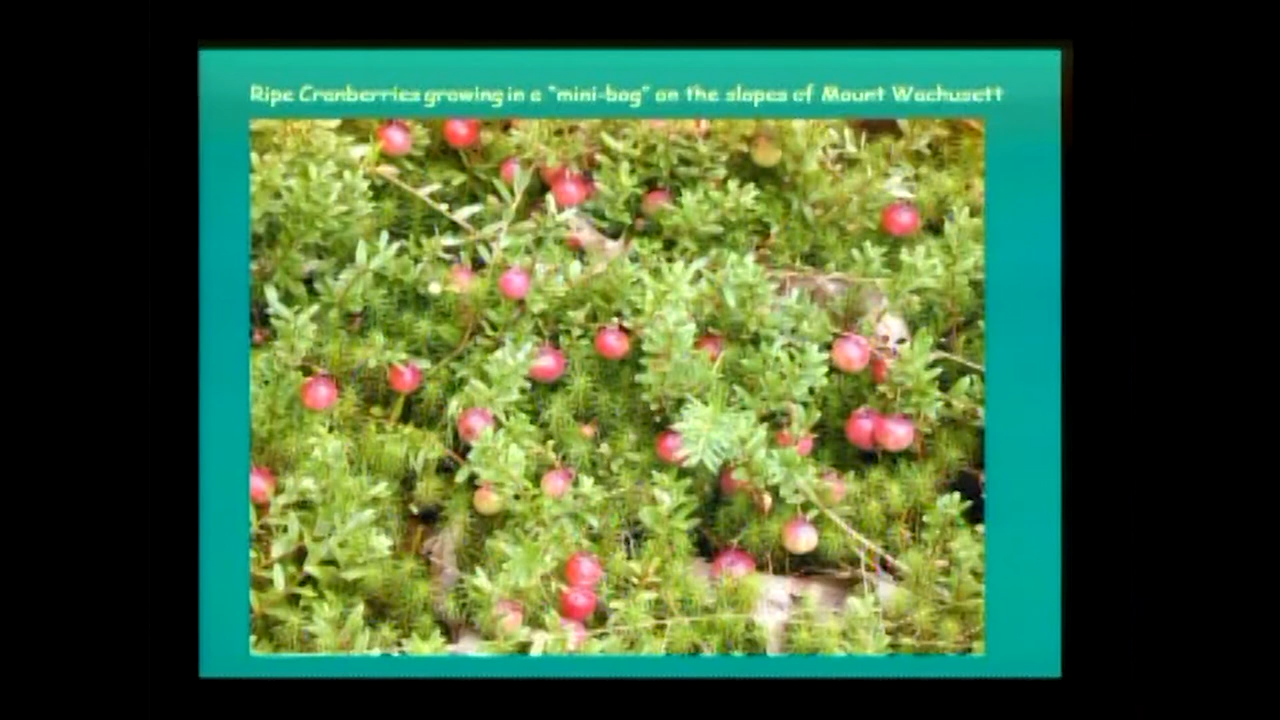 Ripe Cranberries growing in a "mini-bog" on the slopes of Mount Wachusett